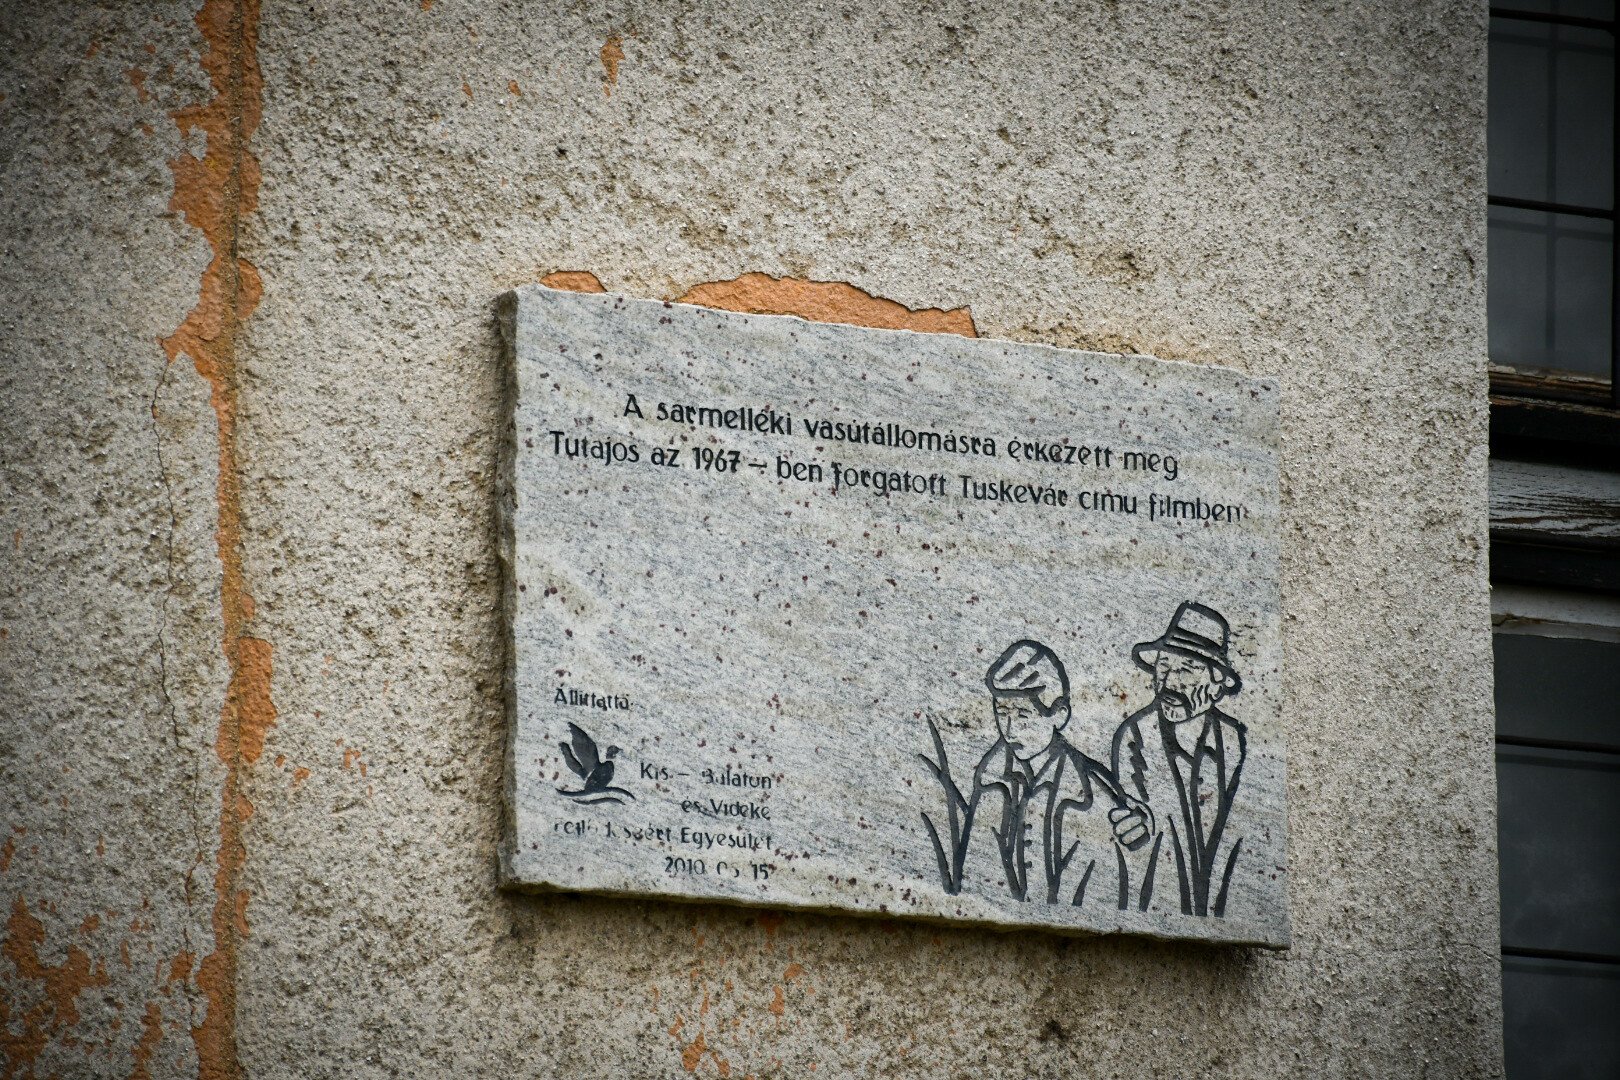 A sármelléki vasútállomásra érkezett meg
Tutajos az 1967 - ben forgatott Tüskevár című filmben
Állíttatta:
Kis - Balaton
és Vidéke
Egyesület
2010. 15